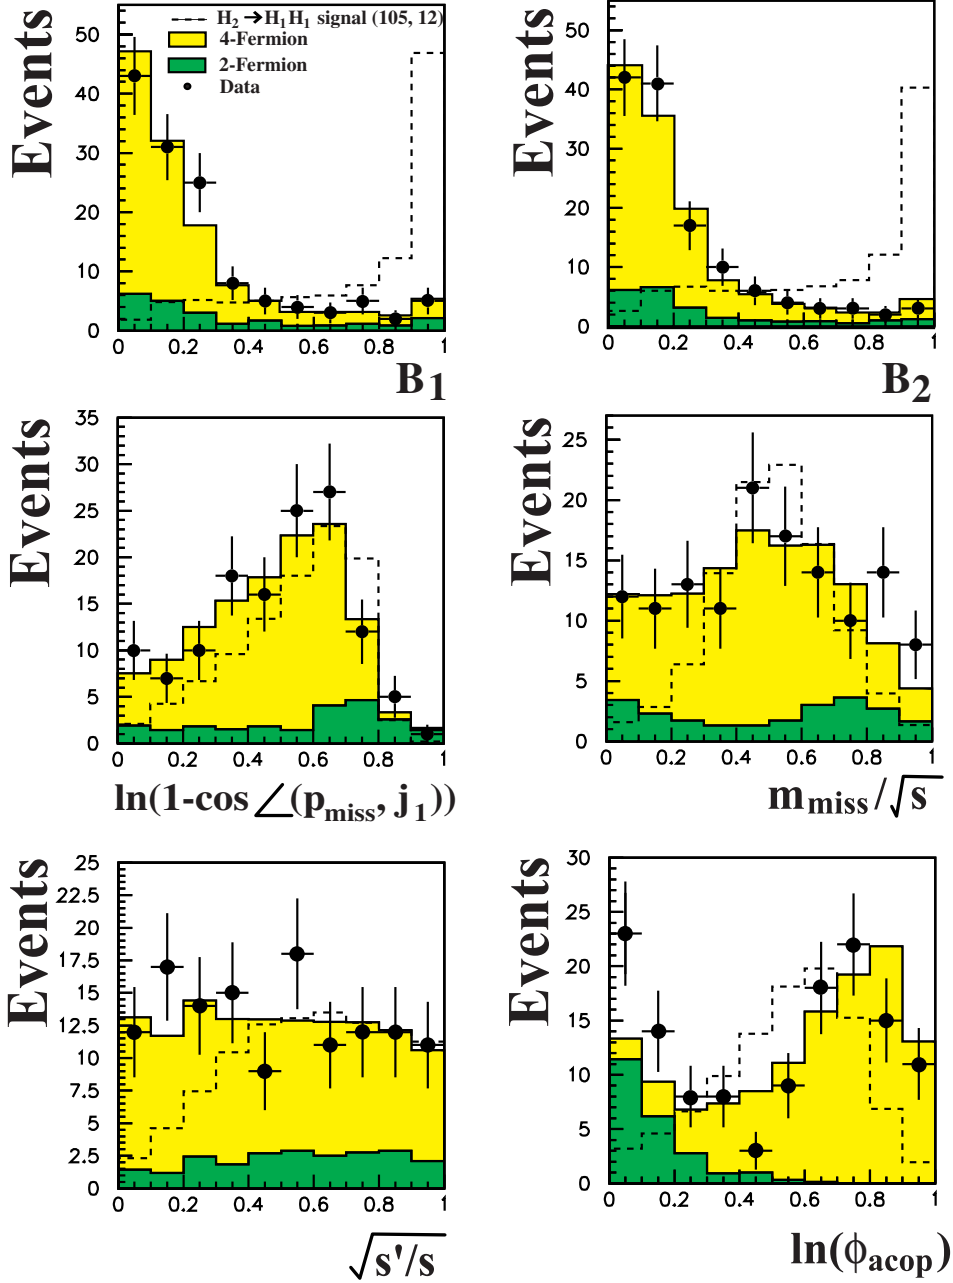 Events
H₂→H₁H₁ signal (105, 12)
4-Fermion
2-Fermion
Data
50
40
30
20
10
0
0 0.2 0.4 0.6 0.8 1
B₁
Events
50
40
30
20
10
0
0 0.2 0.4 0.6 0.8 1
B₂
Events
35
30
25
20
15
10
5
0
0 0.2 0.4 0.6 0.8 1
ln(1-cos∠(p_miss, j₁))
Events
25
20
15
10
5
0
0 0.2 0.4 0.6 0.8 1
m_miss/√s
Events
25
22.5
20
17.5
15
12.5
10
7.5
5
2.5
0
0 0.2 0.4 0.6 0.8 1
√s'/s
Events
30
25
20
15
10
5
0
0 0.2 0.4 0.6 0.8 1
ln(ϕ_acop)